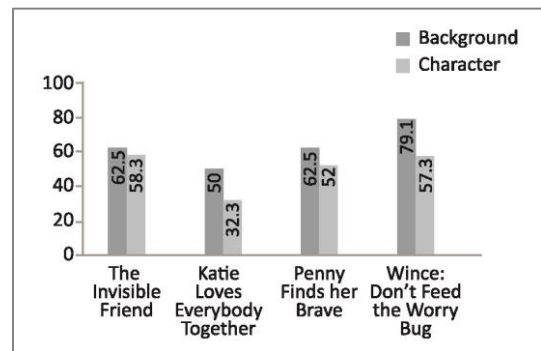 Background
Character
100
80
60
40
20
0
62.5
58.3
50
32.3
62.5
52
79.1
57.3
The
Invisible
Friend
Katie
Loves
Everybody
Together
Penny
Finds her
Brave
Wince:
Don't Feed
the Worry
Bug